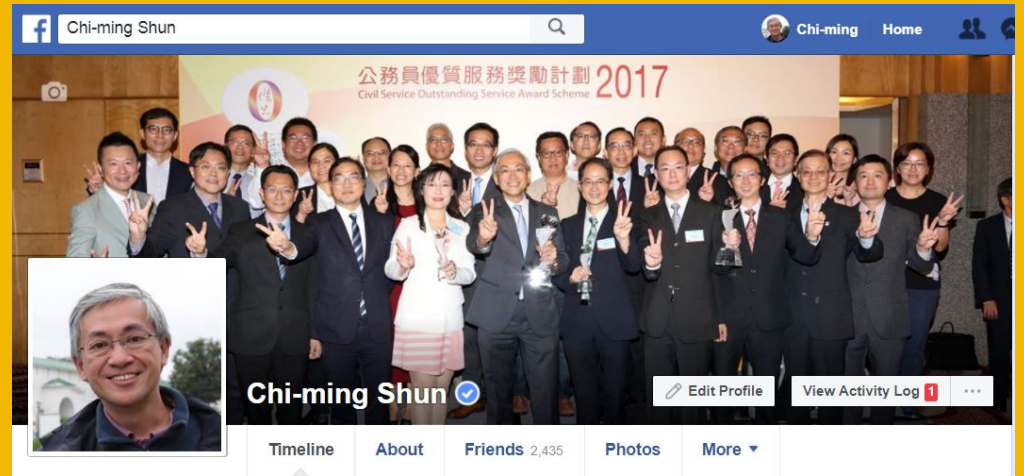 f
Chi-ming Shun
Chi-ming
Home
公務員優質服務獎勵計劃 2017
Civil Service Outstanding Service Award Scheme
Chi-ming Shun
Edit Profile
View Activity Log 1
...
Timeline
About
Friends 2,435
Photos
More